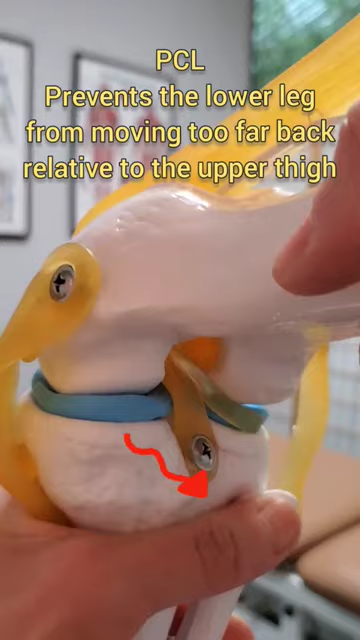 PCL
Prevents the lower leg
from moving too far back
relative to the upper thigh